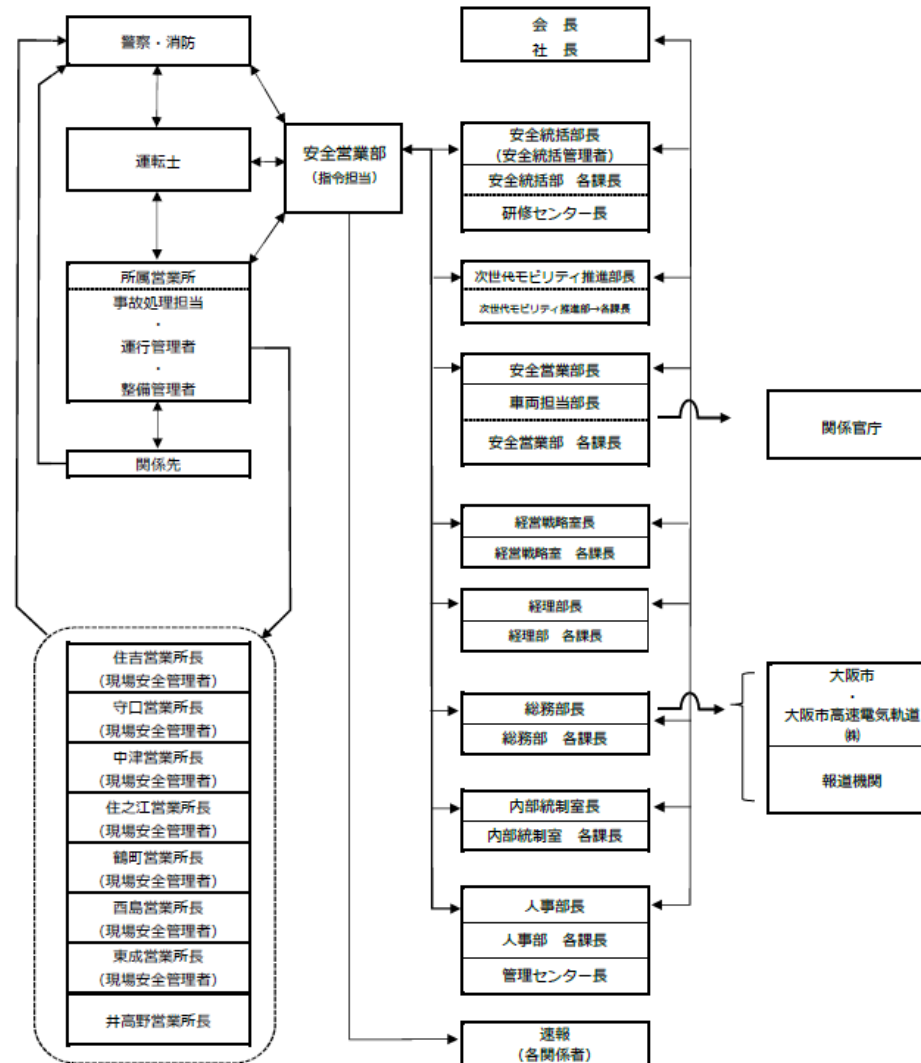 警察・消防
運転士
所属営業所
事故処理担当
・
運行管理者
・
整備管理者
関係先
住吉営業所長
(現場安全管理者)
守口営業所長
(現場安全管理者)
中津営業所長
(現場安全管理者)
住之江営業所長
(現場安全管理者)
鶴町営業所長
(現場安全管理者)
酉島営業所長
(現場安全管理者)
東成営業所長
(現場安全管理者)
井高野営業所長
安全営業部
(指令担当)
会　長
社　長
安全統括部長
(安全統括管理者)
安全統括部　各課長
研修センター長
次世代モビリティ推進部長
次世代モビリティ推進部→各課長
安全営業部長
車両担当部長
安全営業部　各課長
経営戦略室長
経営戦略室　各課長
経理部長
経理部　各課長
総務部長
総務部　各課長
内部統制室長
内部統制室　各課長
人事部長
人事部　各課長
管理センター長
速報
(各関係者)
関係官庁
大阪市
・
大阪市高速電気軌道
㈱
報道機関